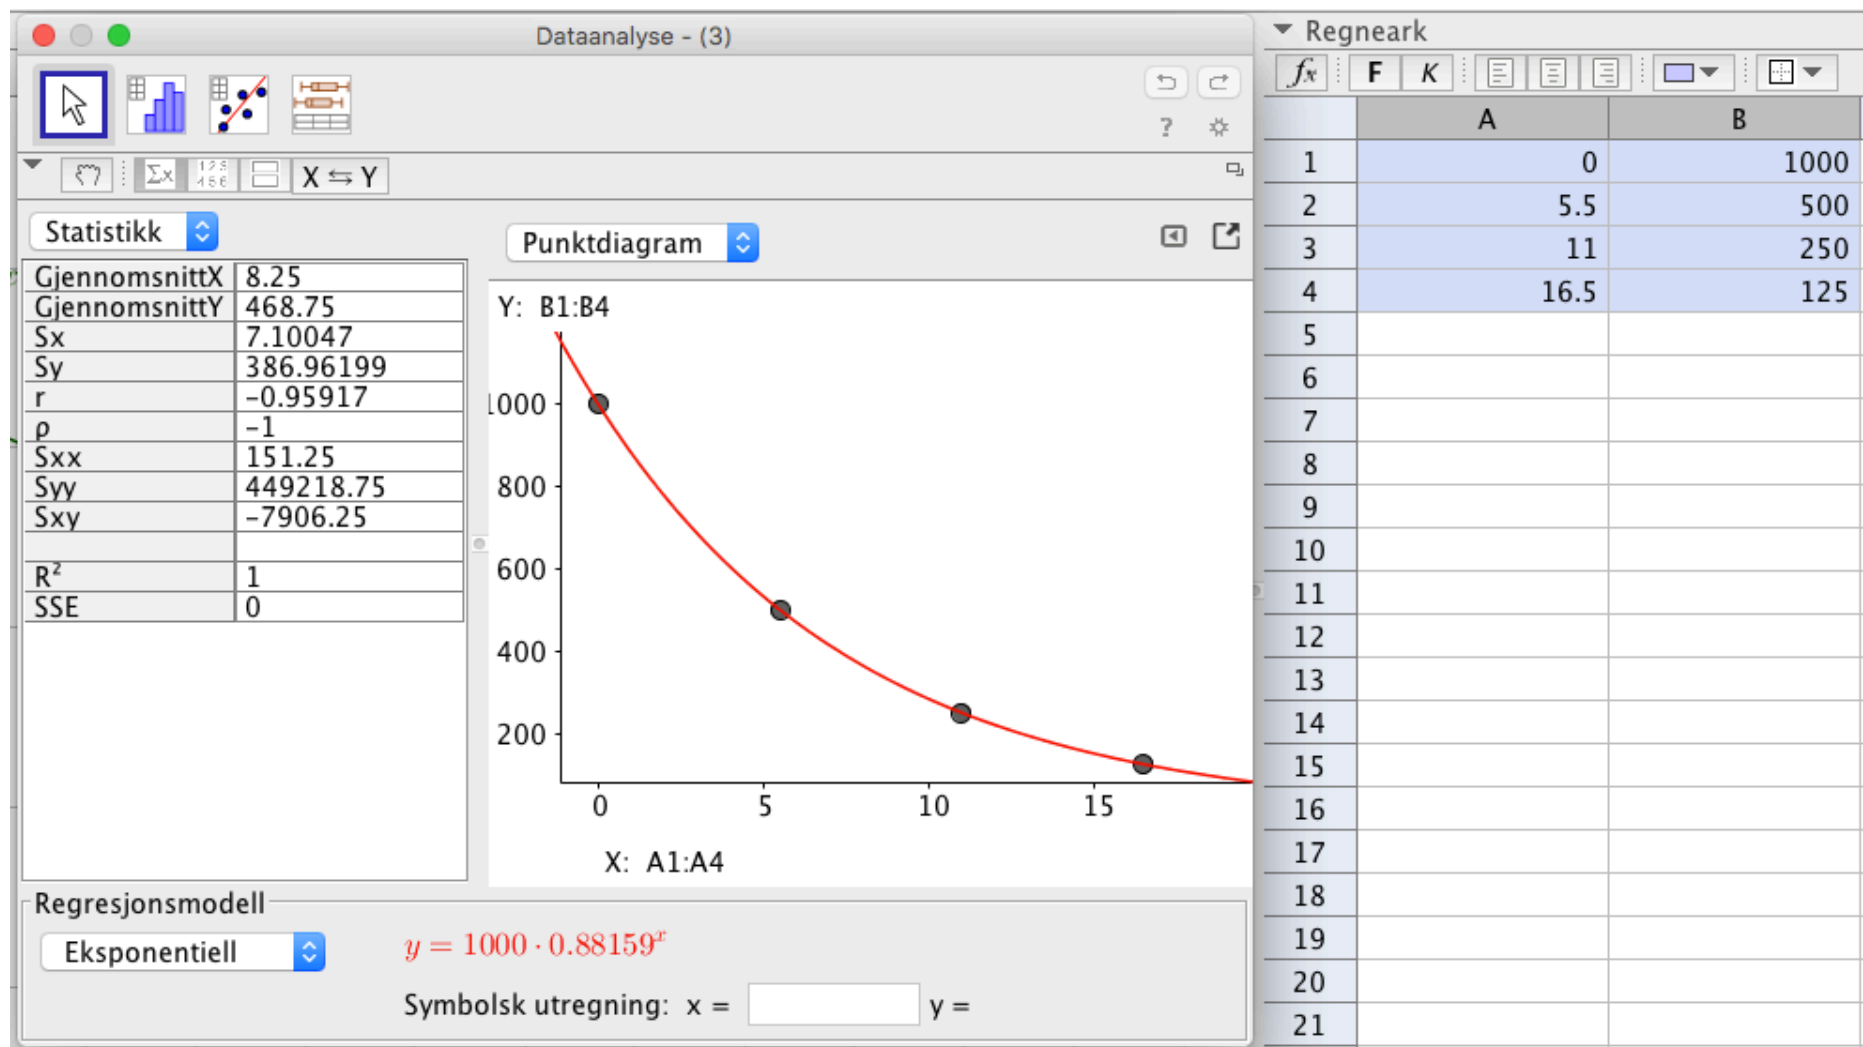 Dataanalyse - (3)
?
123
456
Σx
X ⇆ Y
Statistikk
GjennomsnittX 8.25
GjennomsnittY 468.75
Sx 7.10047
Sy 386.96199
r -0.95917
ρ -1
Sxx 151.25
Syy 449218.75
Sxy -7906.25
R² 1
SSE 0
Punktdiagram
Y: B1:B4
1000
800
600
400
200
0 5 10 15
X: A1:A4
Regresjonsmodell
Eksponentiell
y = 1000 · 0.88159^x
Symbolsk utregning: x = y =
Regneark
fx F K
A B
1 0 1000
2 5.5 500
3 11 250
4 16.5 125
5
6
7
8
9
10
11
12
13
14
15
16
17
18
19
20
21